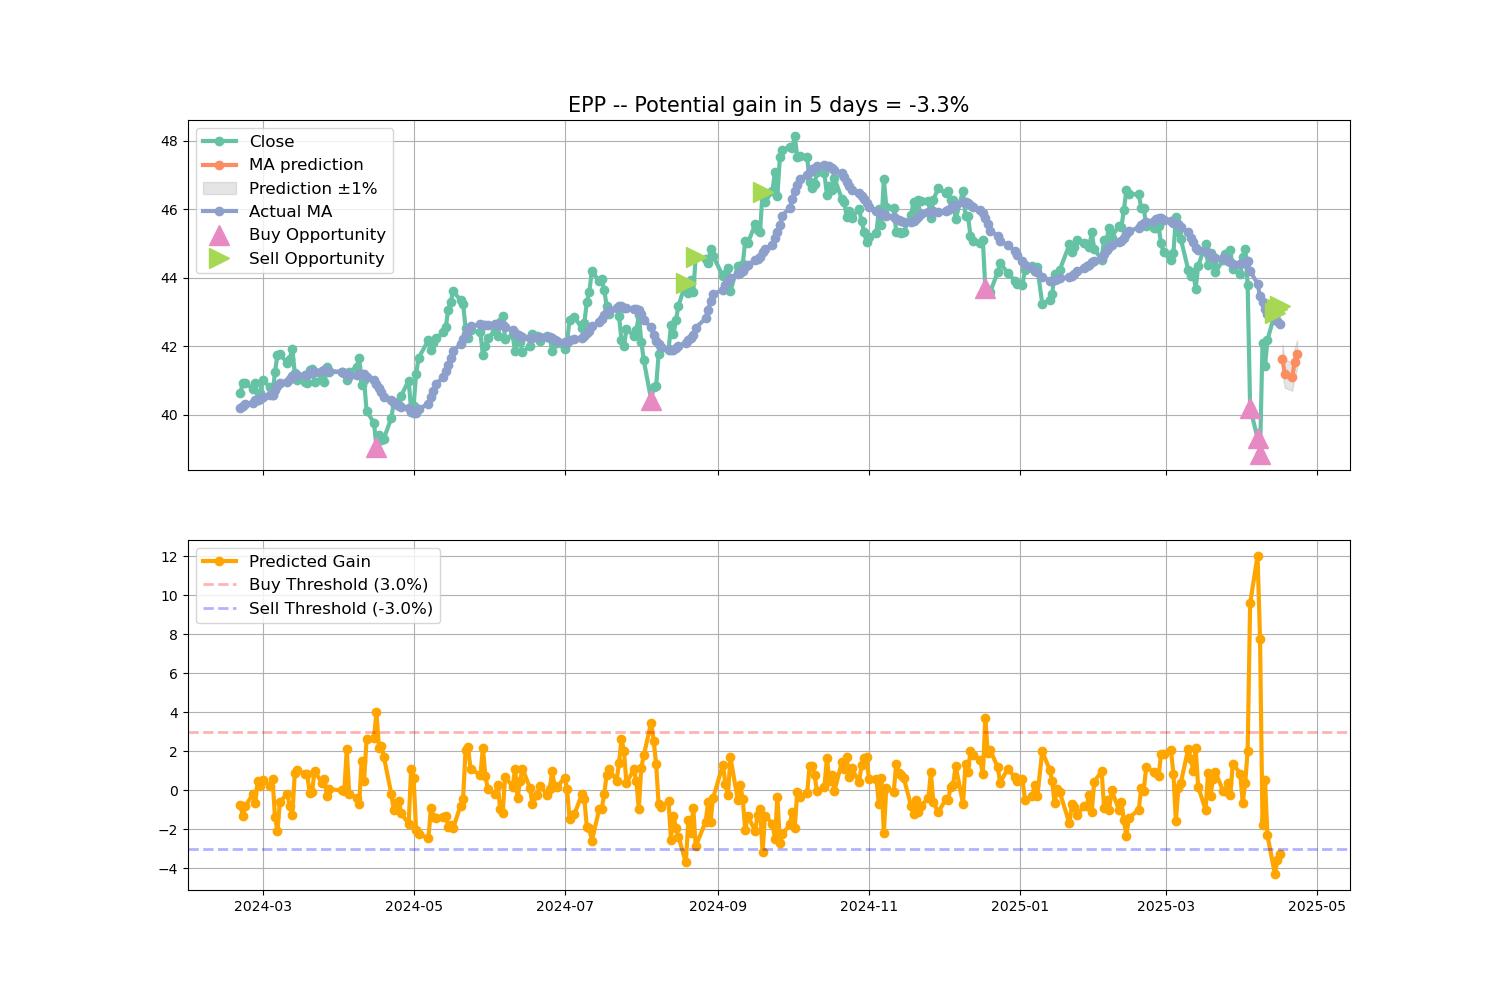 EPP -- Potential gain in 5 days = -3.3%
48
46
44
42
40
Close
MA prediction
Prediction ±1%
Actual MA
Buy Opportunity
Sell Opportunity
12
10
8
6
4
2
0
−2
−4
Predicted Gain
Buy Threshold (3.0%)
Sell Threshold (-3.0%)
2024-03 2024-05 2024-07 2024-09 2024-11 2025-01 2025-03 2025-05